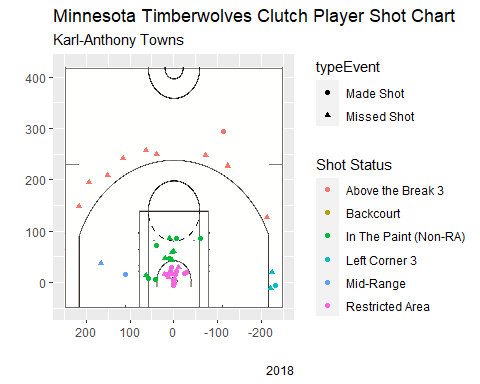 Minnesota Timberwolves Clutch Player Shot Chart
Karl-Anthony Towns
400
300
200
100
0
200 100 0 -100 -200
2018
typeEvent
Made Shot
Missed Shot
Shot Status
Above the Break 3
Backcourt
In The Paint (Non-RA)
Left Corner 3
Mid-Range
Restricted Area